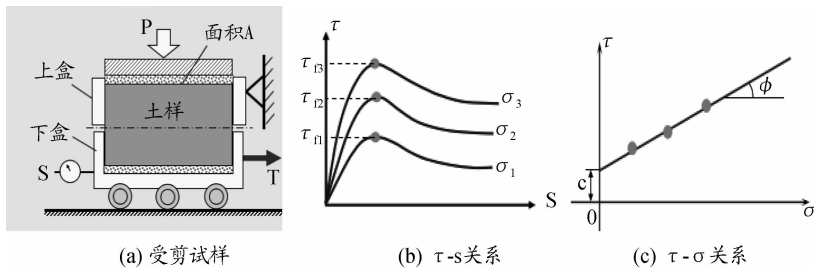 P
面积A
上盒
土样
下盒
S
T
(a) 受剪试样
τ
τf3
τf2
τf1
σ3
σ2
σ1
S
(b) τ-s关系
τ
ϕ
c
0
σ
(c) τ-σ 关系